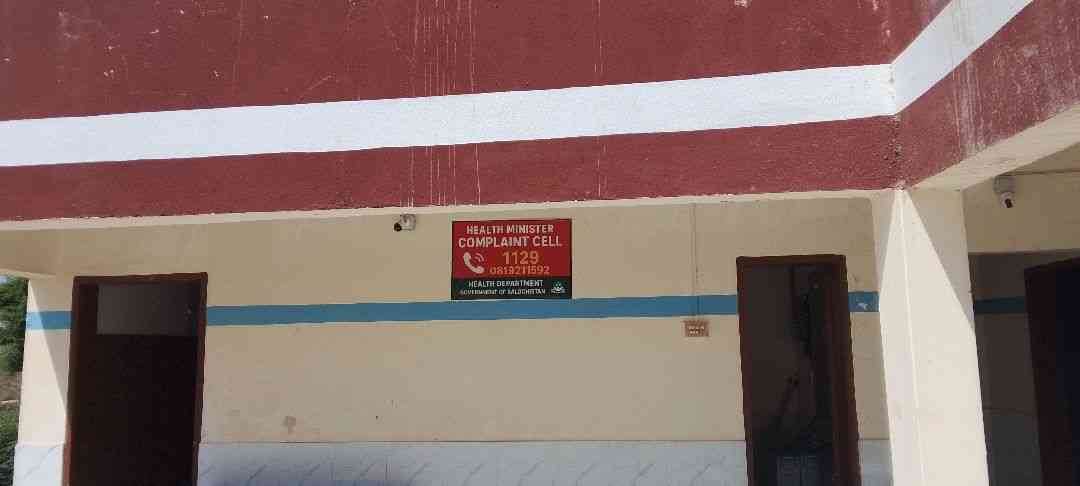 HEALTH MINISTER
COMPLAINT CELL
1129
0819211592
HEALTH DEPARTMENT
GOVERNMENT OF BALOCHISTAN